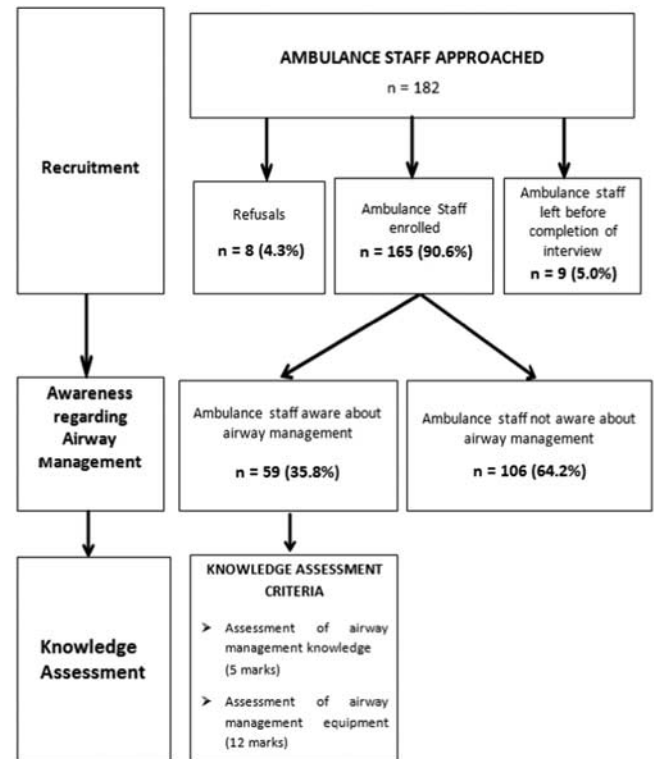 AMBULANCE STAFF APPROACHED
n = 182
Recruitment
Refusals
n = 8 (4.3%)
Ambulance Staff
enrolled
n = 165 (90.6%)
Ambulance staff
left before
completion of
interview
n = 9 (5.0%)
Awareness
regarding
Airway
Management
Ambulance staff aware about
airway management
n = 59 (35.8%)
Ambulance staff not aware about
airway management
n = 106 (64.2%)
Knowledge
Assessment
KNOWLEDGE ASSESSMENT
CRITERIA
➤ Assessment of airway
management knowledge
(5 marks)
➤ Assessment of airway
management equipment
(12 marks)